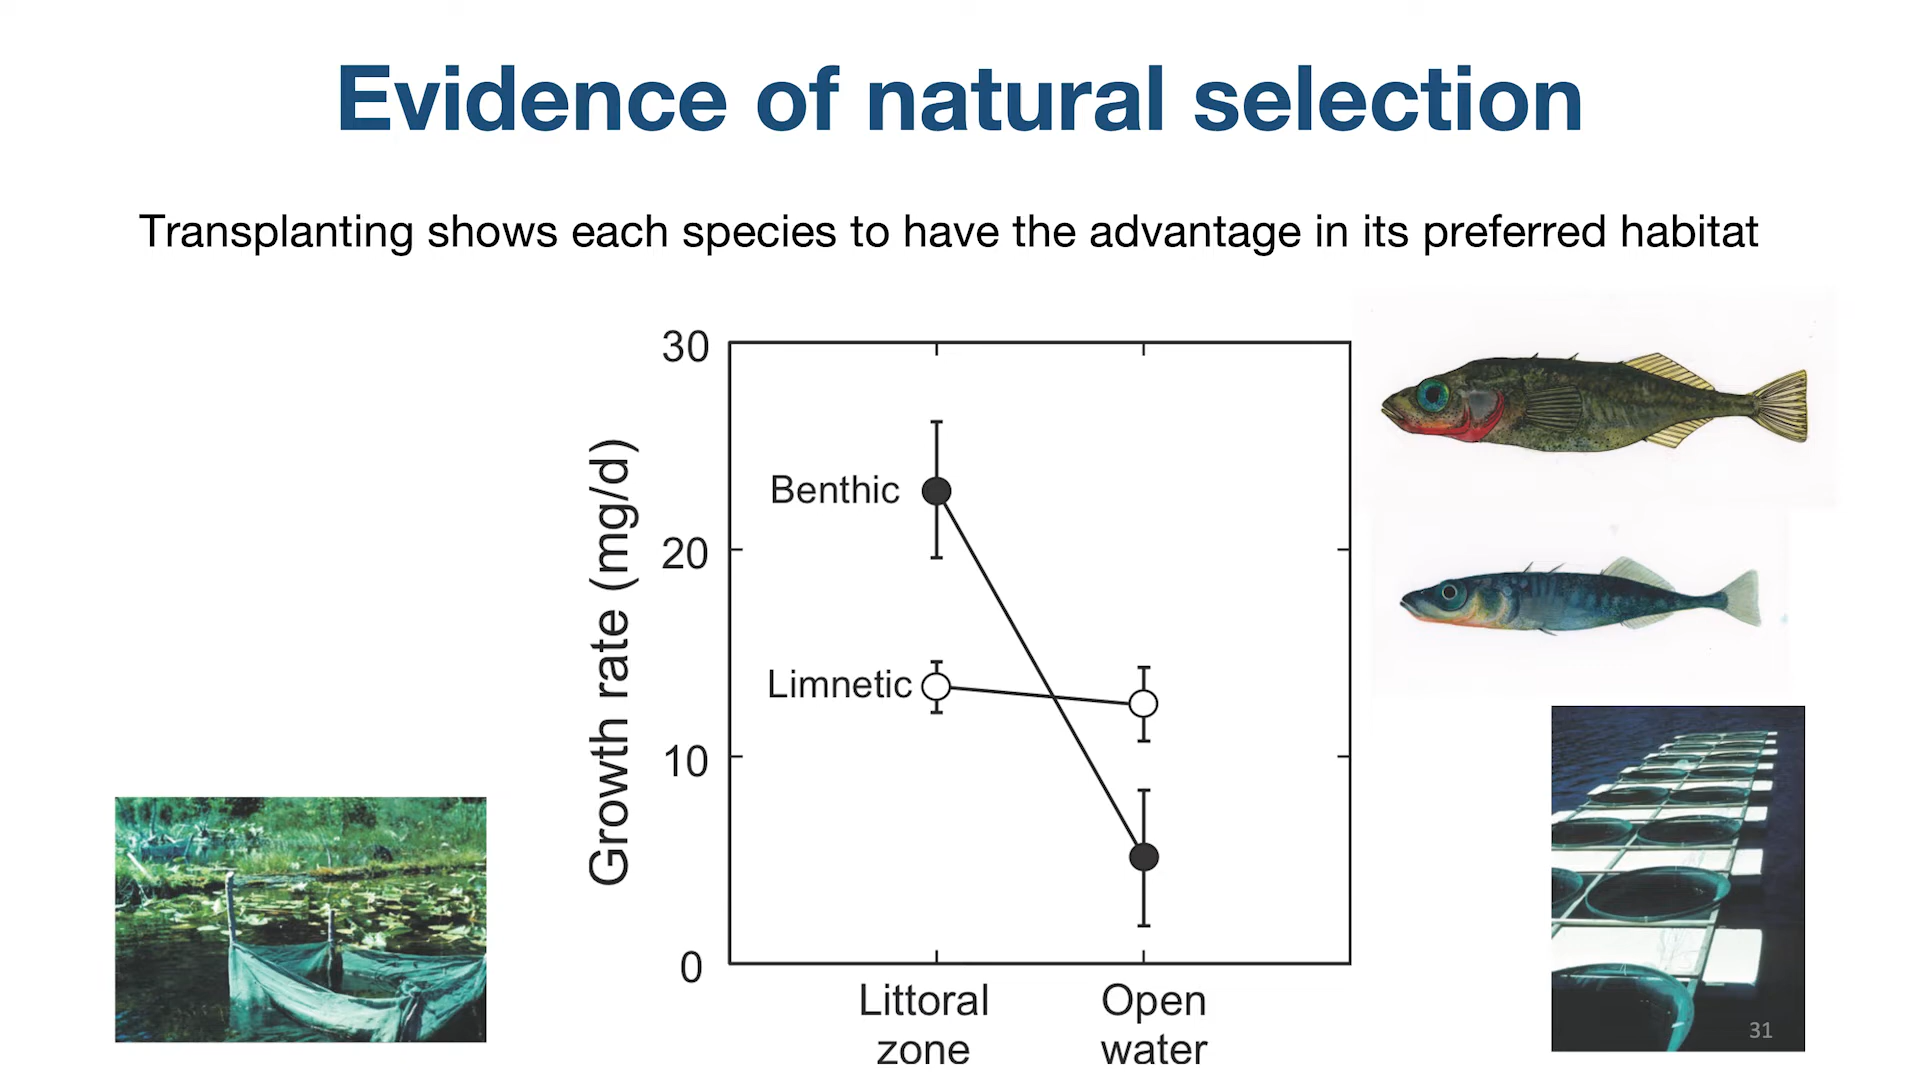 Evidence of natural selection
Transplanting shows each species to have the advantage in its preferred habitat
30
20
10
0
Growth rate (mg/d)
Benthic
Limnetic
Littoral
zone
Open
water
31